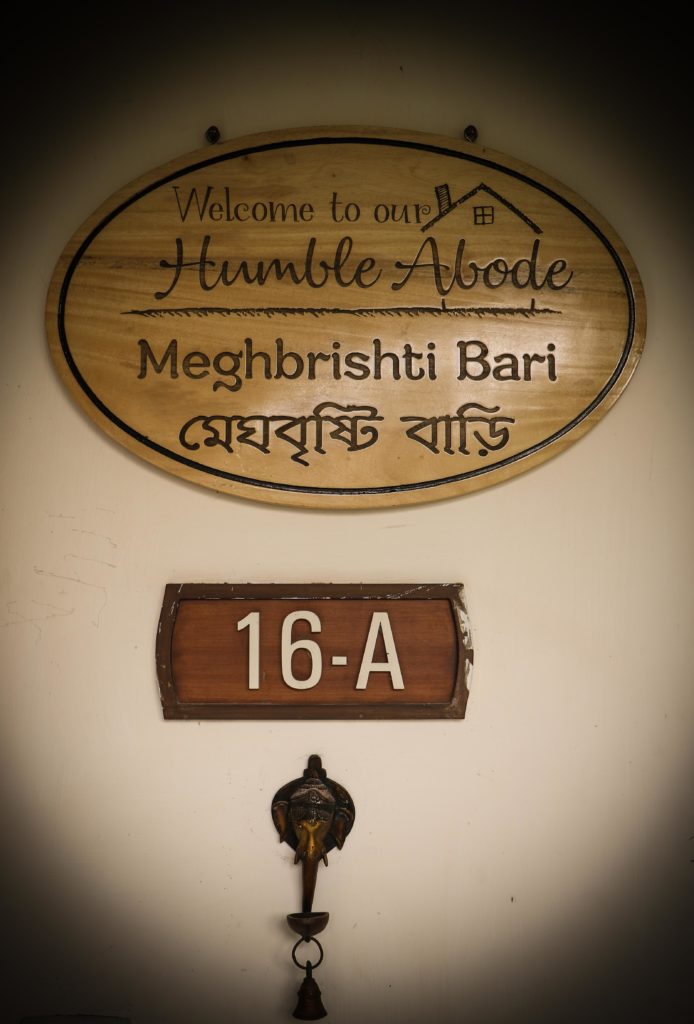 Welcome to our
Humble Abode
Meghbrishti Bari
মেঘবৃষ্টি বাড়ি
16-A